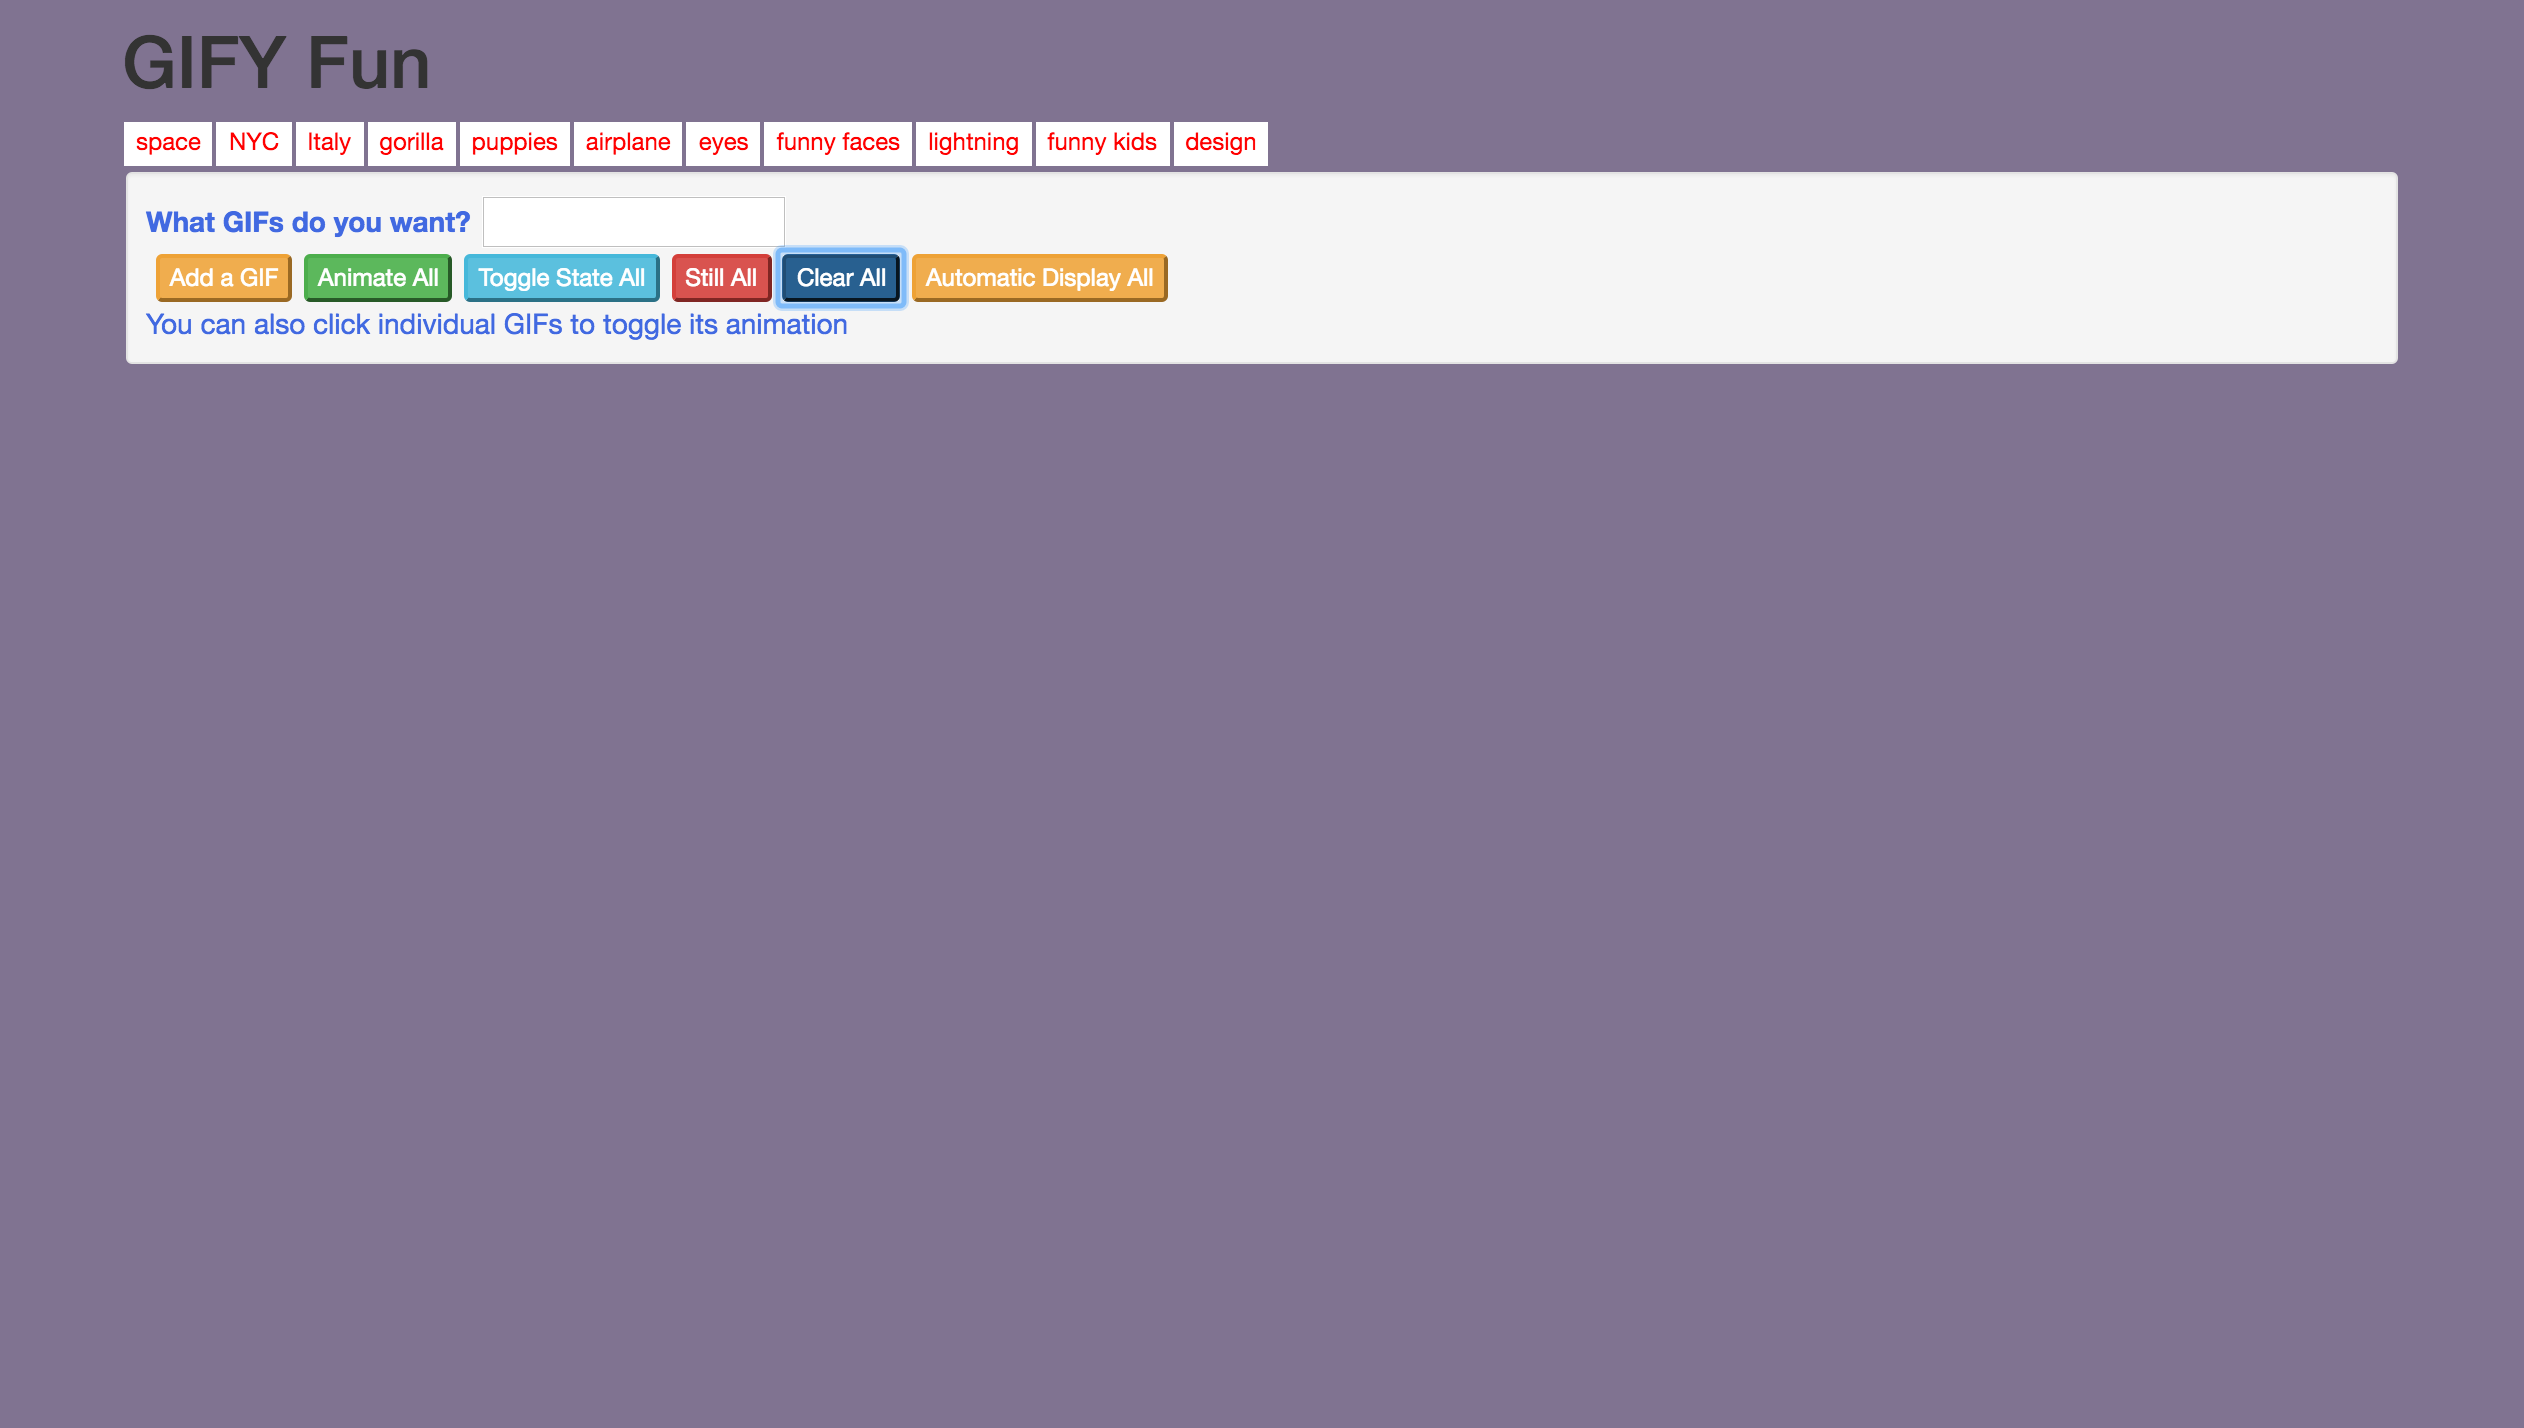 GIFY Fun
space NYC Italy gorilla puppies airplane eyes funny faces lightning funny kids design
What GIFs do you want?
Add a GIF Animate All Toggle State All Still All Clear All Automatic Display All
You can also click individual GIFs to toggle its animation